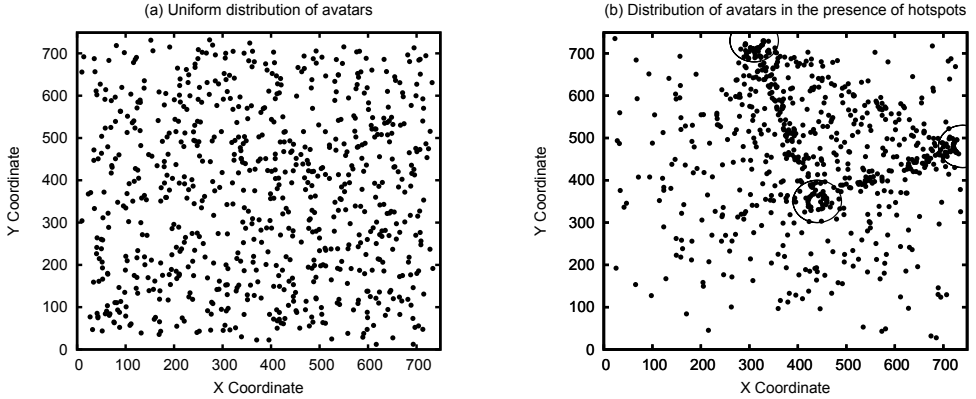 (a) Uniform distribution of avatars
700
600
500
400
300
200
100
0
0 100 200 300 400 500 600 700
X Coordinate
Y Coordinate
(b) Distribution of avatars in the presence of hotspots
700
600
500
400
300
200
100
0
0 100 200 300 400 500 600 700
X Coordinate
Y Coordinate